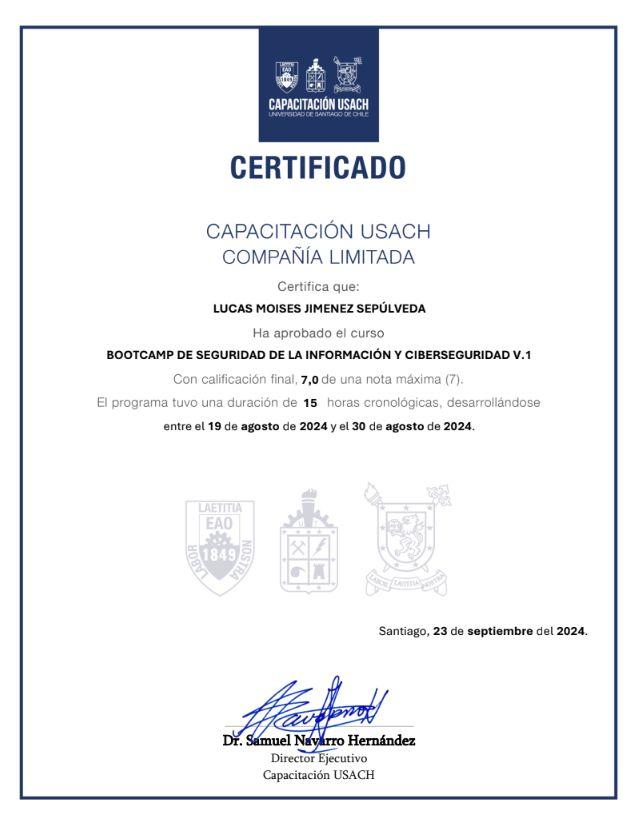 LAETITIA
EAO
1849
CAPACITACIÓN USACH
UNIVERSIDAD DE SANTIAGO DE CHILE
CERTIFICADO
CAPACITACIÓN USACH
COMPAÑÍA LIMITADA
Certifica que:
LUCAS MOISES JIMENEZ SEPÚLVEDA
Ha aprobado el curso
BOOTCAMP DE SEGURIDAD DE LA INFORMACIÓN Y CIBERSEGURIDAD V.1
Con calificación final, 7,0 de una nota máxima (7).
El programa tuvo una duración de 15 horas cronológicas, desarrollándose
entre el 19 de agosto de 2024 y el 30 de agosto de 2024.
LAETITIA
EAO
1849
LABOR NOSTRA
LABOR LAETITIA NOSTRA
Santiago, 23 de septiembre del 2024.
Dr. Samuel Navarro Hernández
Director Ejecutivo
Capacitación USACH